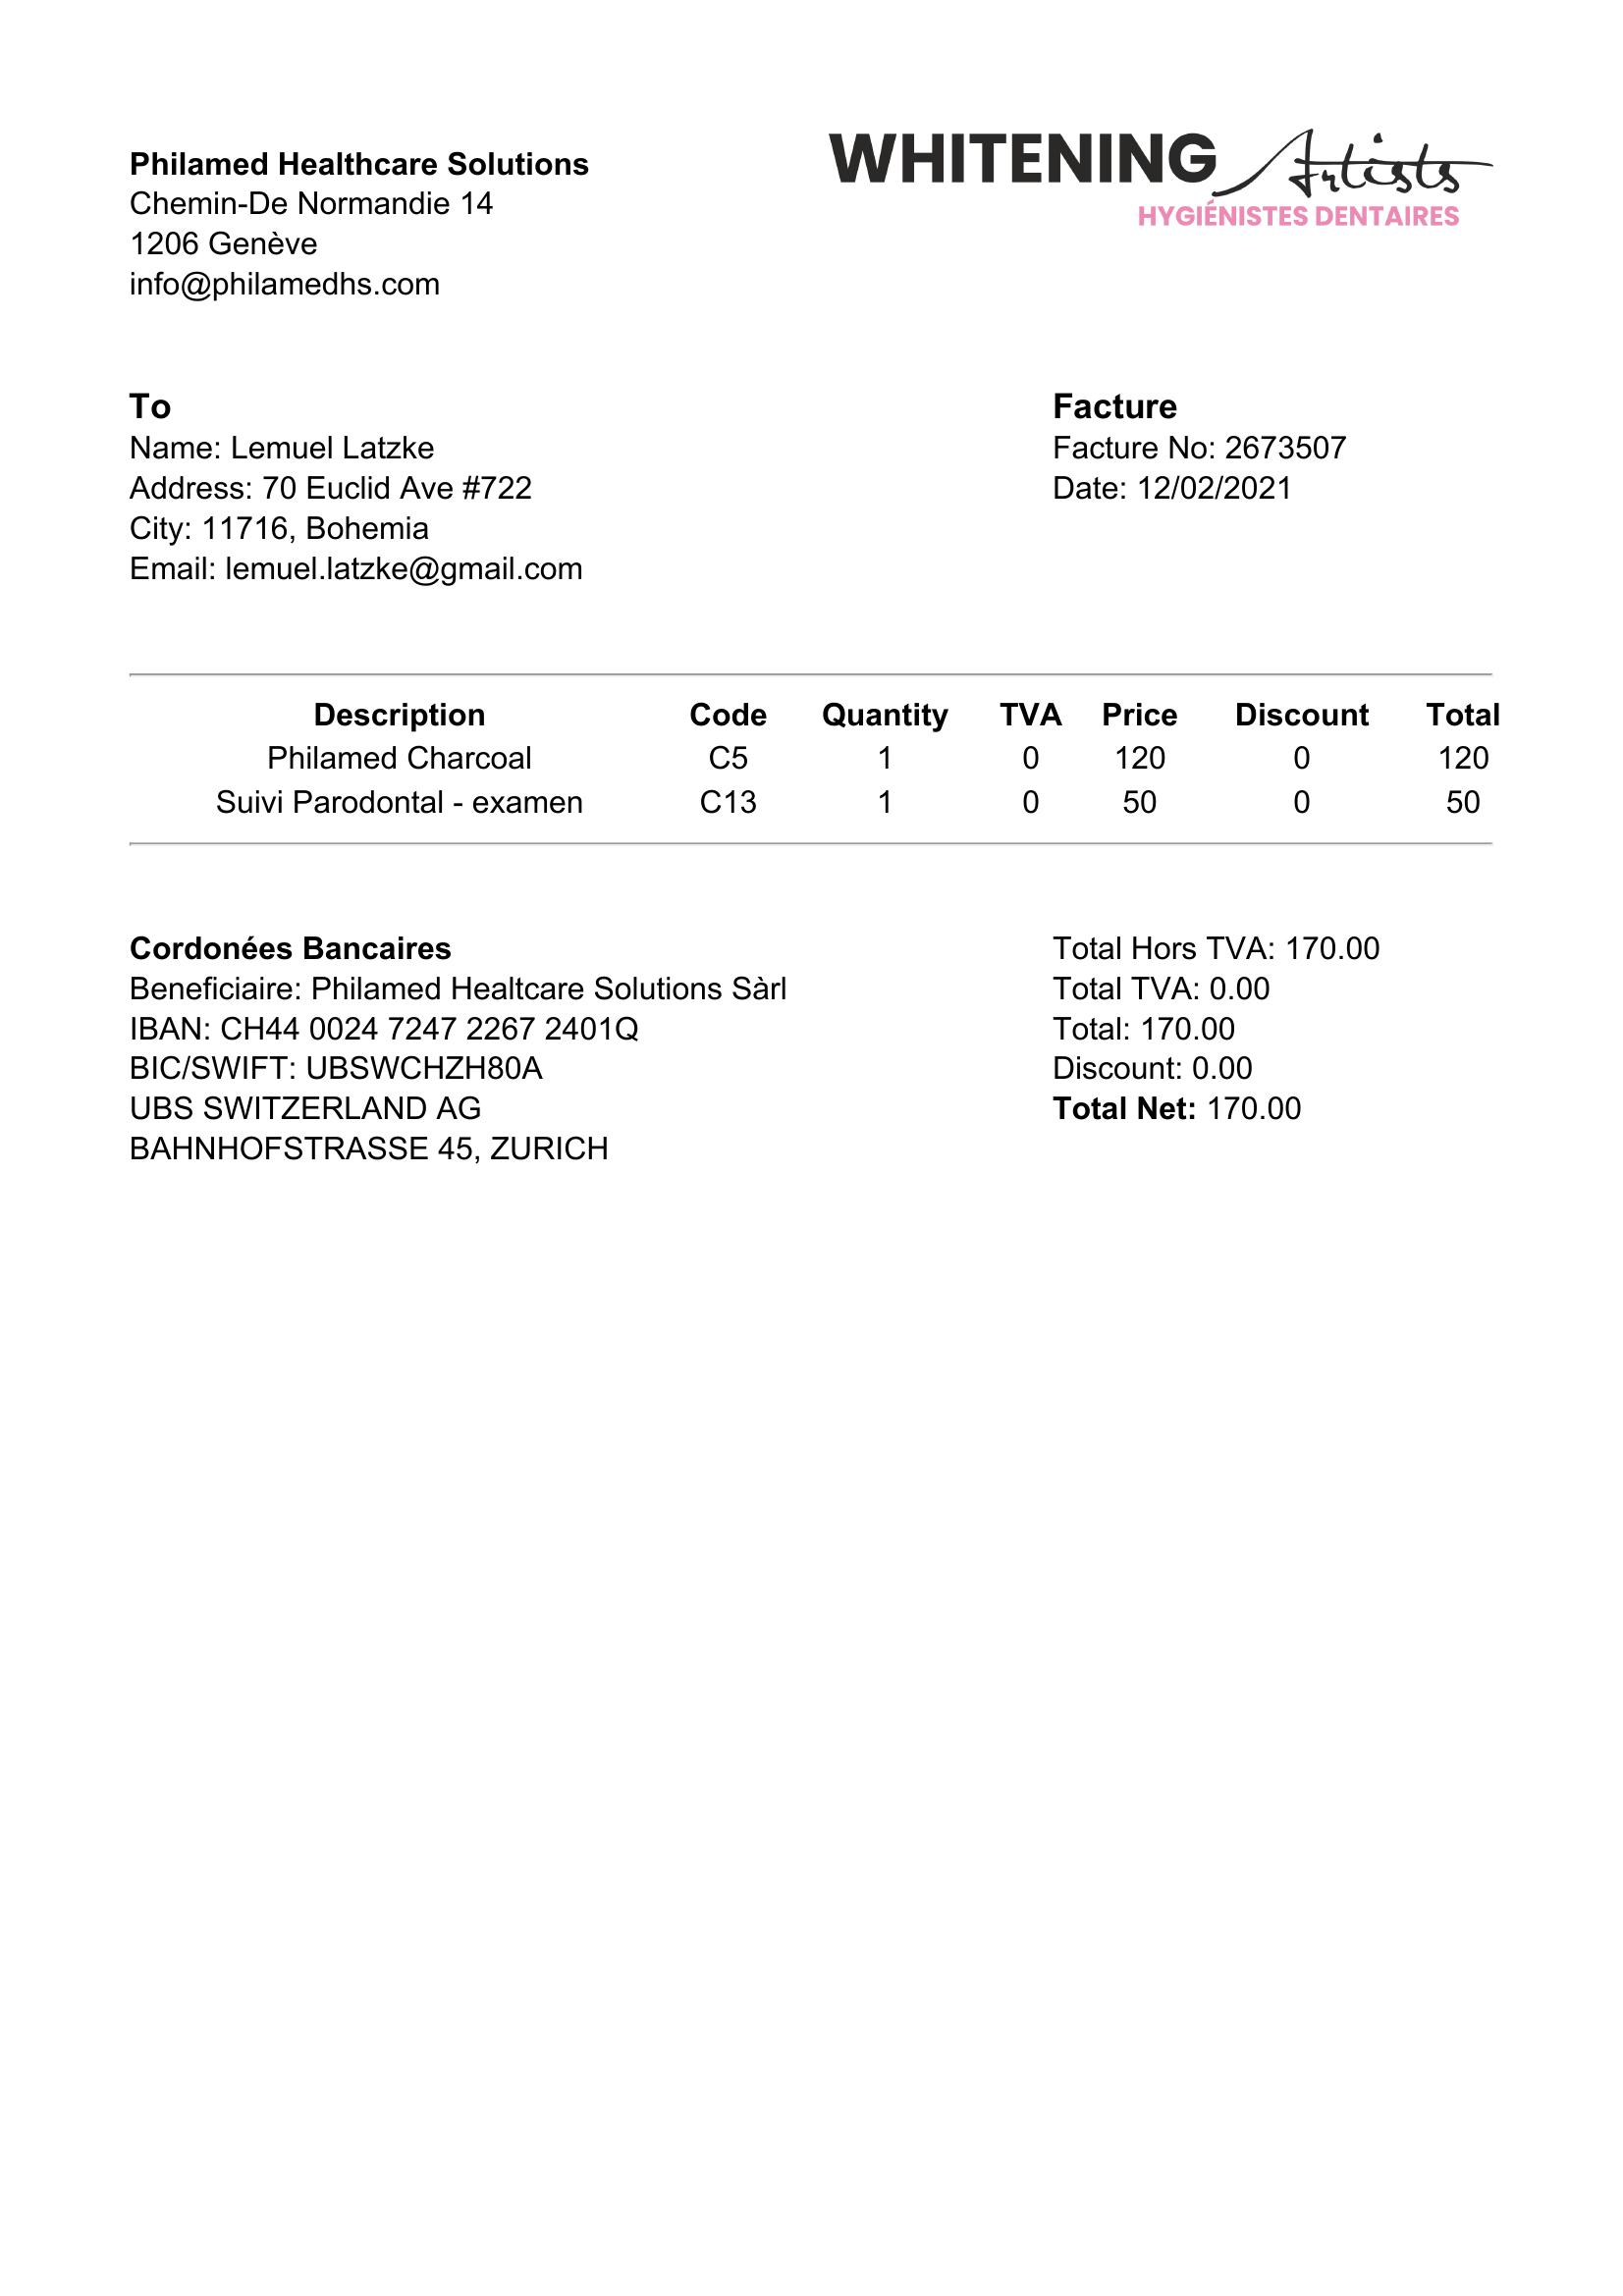 Philamed Healthcare Solutions
Chemin-De Normandie 14
1206 Genève
info@philamedhs.com
WHITENING Artists
HYGIÉNISTES DENTAIRES
To
Name: Lemuel Latzke
Address: 70 Euclid Ave #722
City: 11716, Bohemia
Email: lemuel.latzke@gmail.com
Facture
Facture No: 2673507
Date: 12/02/2021
Description Code Quantity TVA Price Discount Total
Philamed Charcoal C5 1 0 120 0 120
Suivi Parodontal - examen C13 1 0 50 0 50
Cordonées Bancaires
Beneficiaire: Philamed Healtcare Solutions Sàrl
IBAN: CH44 0024 7247 2267 2401Q
BIC/SWIFT: UBSWCHZH80A
UBS SWITZERLAND AG
BAHNHOFSTRASSE 45, ZURICH
Total Hors TVA: 170.00
Total TVA: 0.00
Total: 170.00
Discount: 0.00
Total Net: 170.00